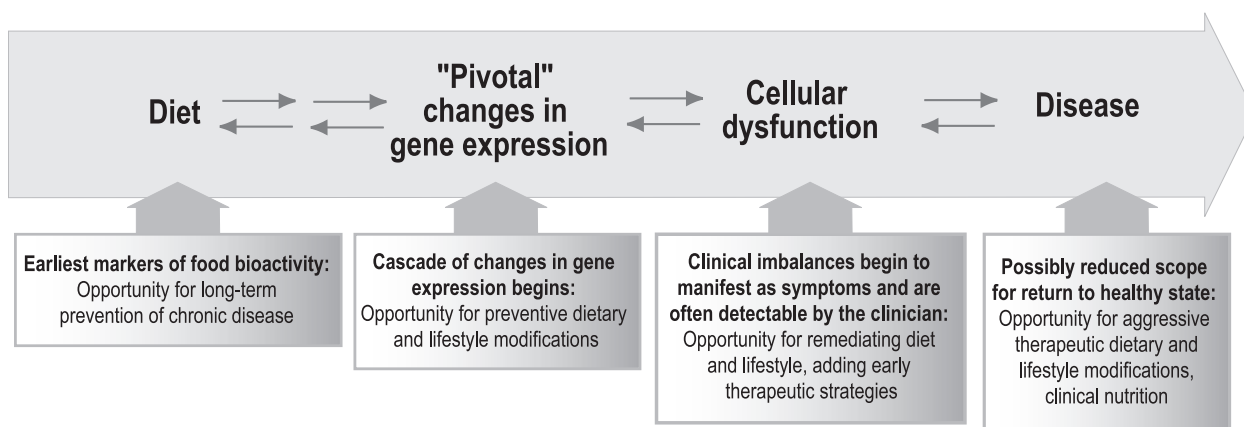 Diet
"Pivotal"
changes in
gene expression
Cellular
dysfunction
Disease
Earliest markers of food bioactivity:
Opportunity for long-term
prevention of chronic disease
Cascade of changes in gene
expression begins:
Opportunity for preventive dietary
and lifestyle modifications
Clinical imbalances begin to
manifest as symptoms and are
often detectable by the clinician:
Opportunity for remediating diet
and lifestyle, adding early
therapeutic strategies
Possibly reduced scope
for return to healthy state:
Opportunity for aggressive
therapeutic dietary and
lifestyle modifications,
clinical nutrition